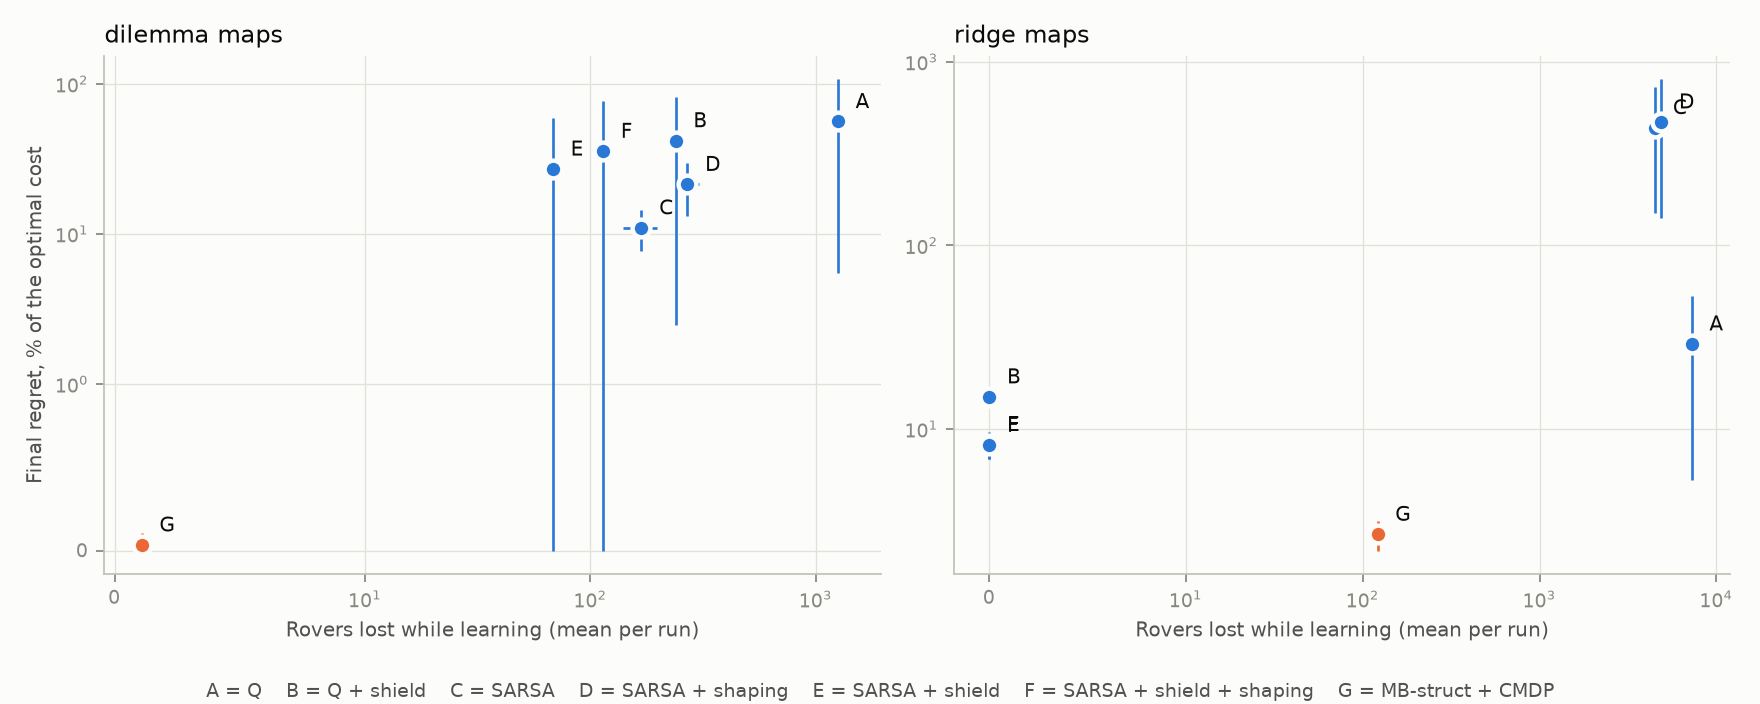 dilemma maps
Final regret, % of the optimal cost
10²
10¹
10⁰
0
A
B
F
E
D
C
G
0
10¹
10²
10³
Rovers lost while learning (mean per run)
ridge maps
10³
10²
10¹
D
C
A
B
E
F
G
0
10¹
10²
10³
10⁴
Rovers lost while learning (mean per run)
A = Q B = Q + shield C = SARSA D = SARSA + shaping E = SARSA + shield F = SARSA + shield + shaping G = MB-struct + CMDP